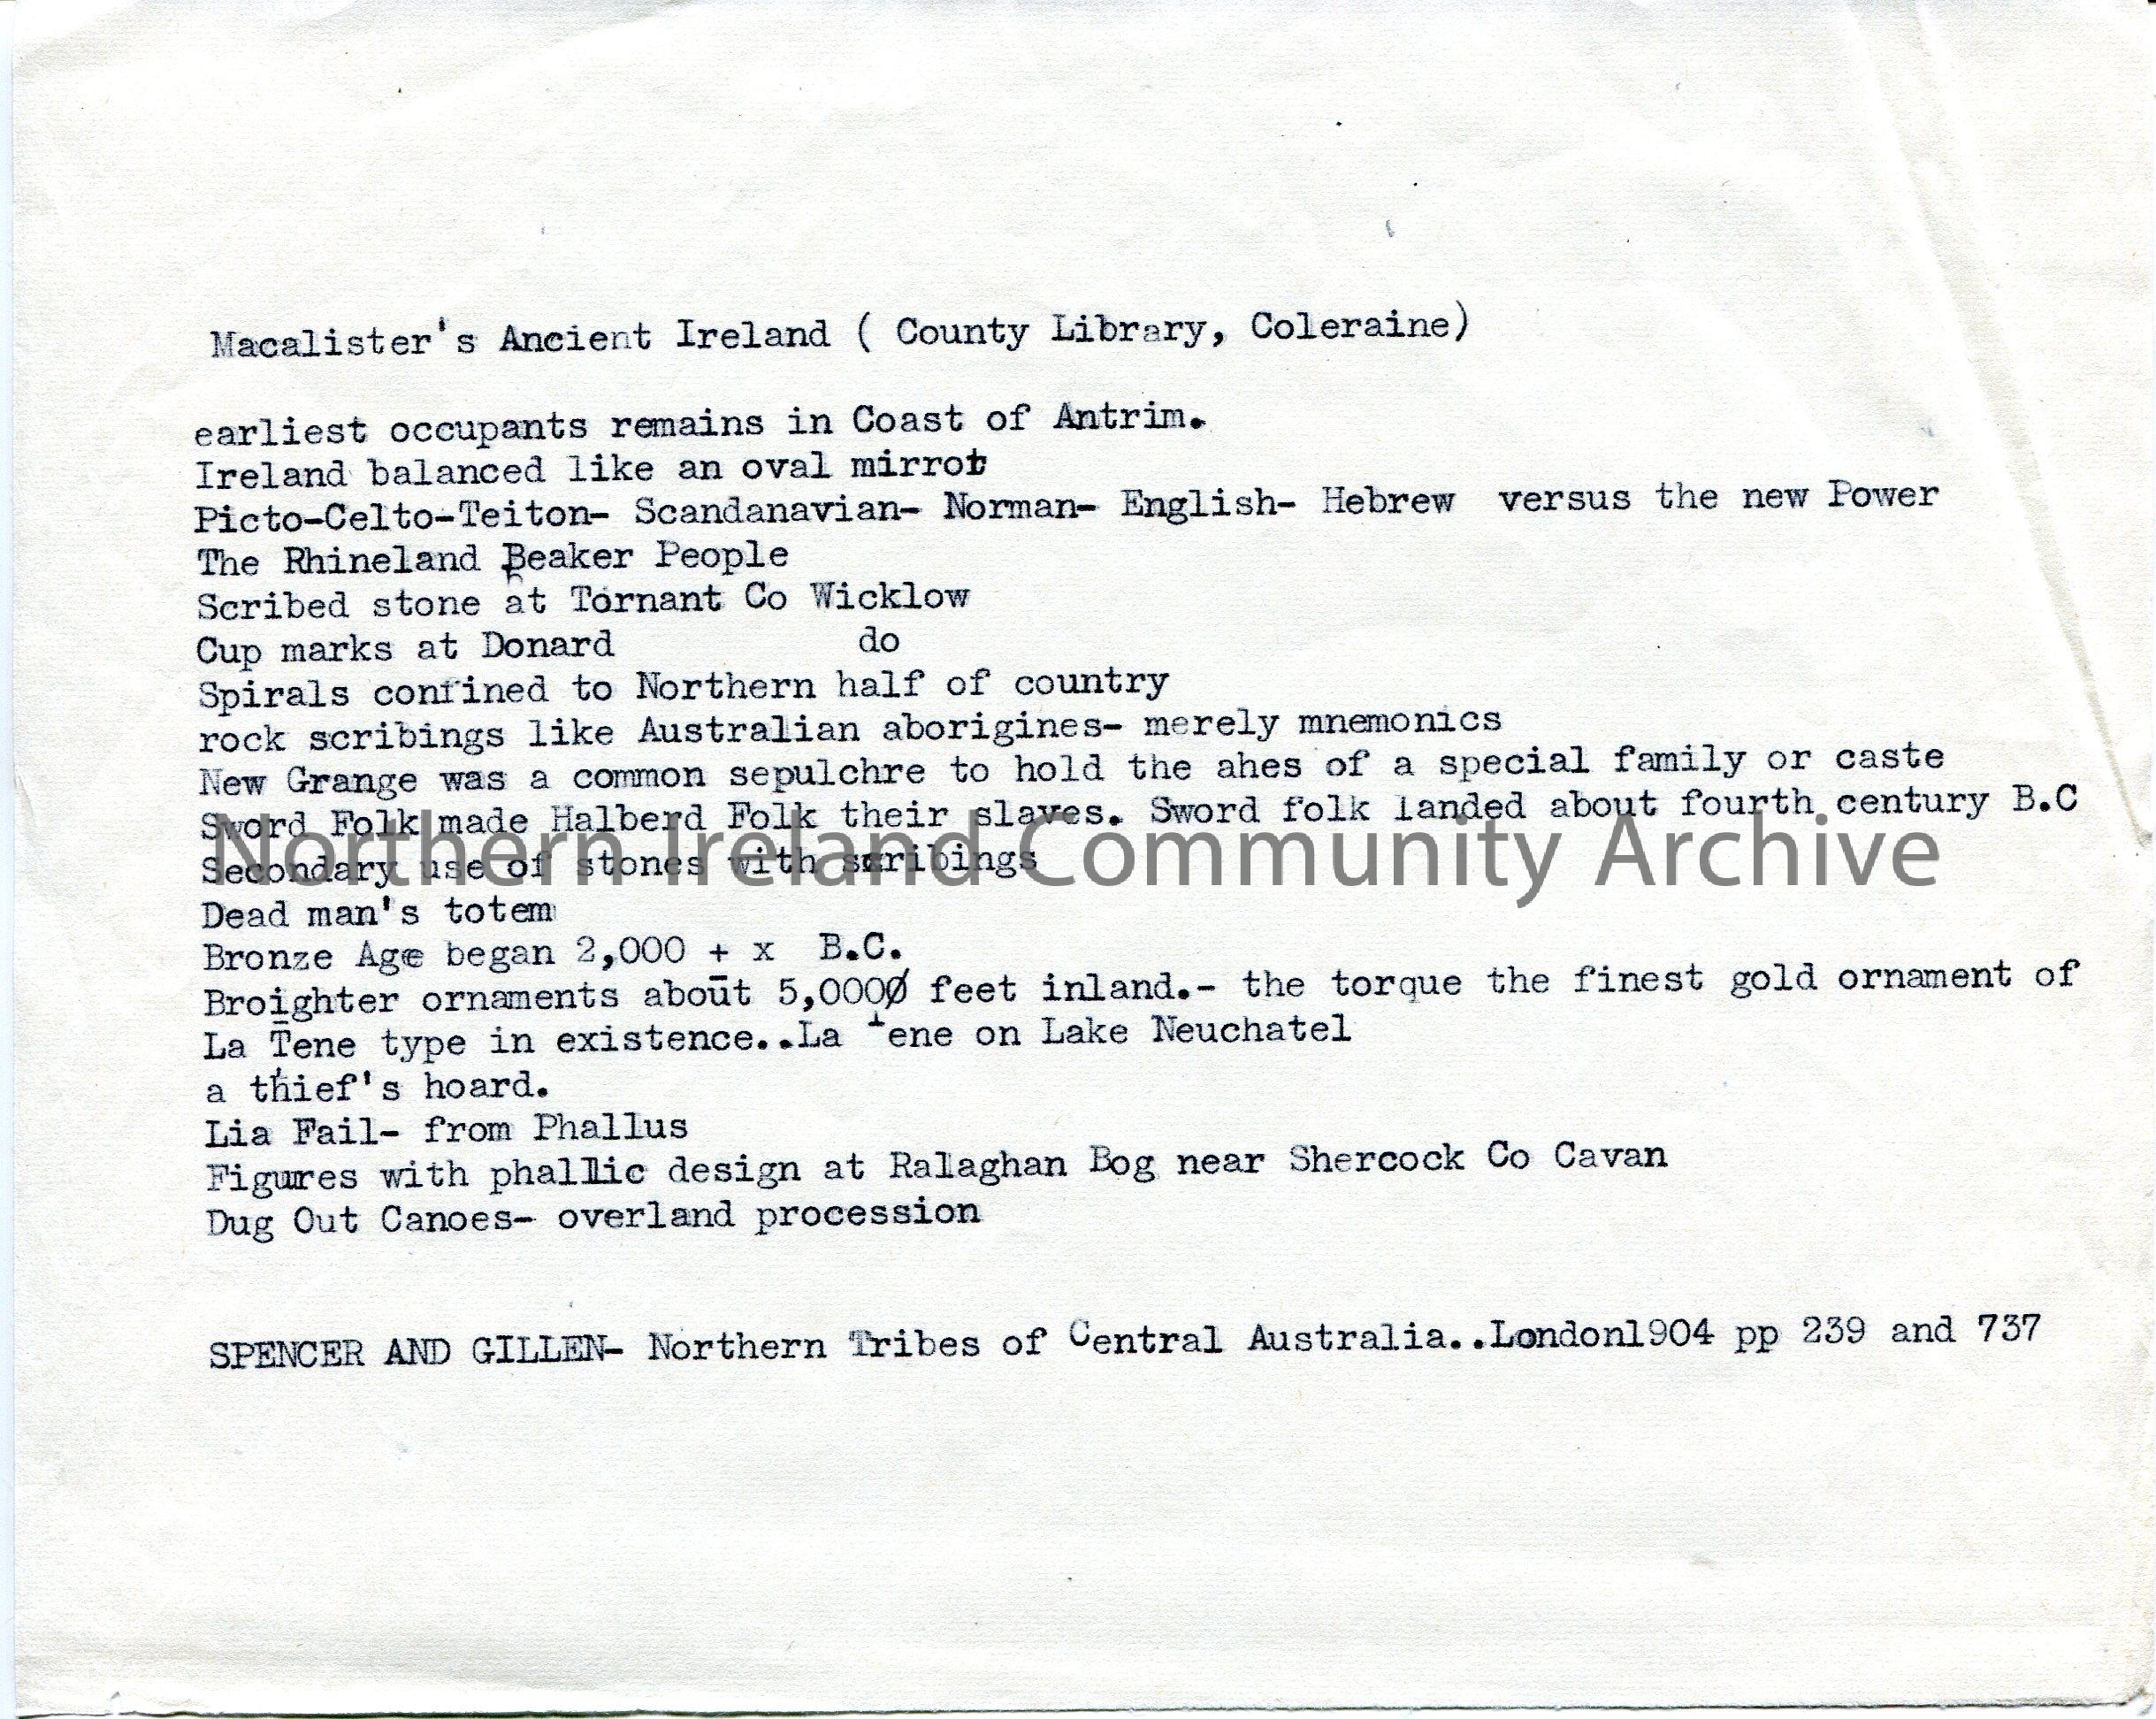 Macalister's Ancient Ireland ( County Library, Coleraine)
earliest occupants remains in Coast of Antrim.
Ireland balanced like an oval mirrot
Picto-Celto-Teiton- Scandanavian- Norman- English- Hebrew versus the new Power
The Rhineland Beaker People
Scribed stone at Tornant Co Wicklow
Cup marks at Donard do
Spirals confined to Northern half of country
rock scribings like Australian aborigines- merely mnemonics
New Grange was a common sepulchre to hold the ahes of a special family or caste
Sword Folk made Halberd Folk their slaves. Sword folk landed about fourth century B.C
Northern Ireland Community Archive
Secondary use of stones with scribings
Dead man's totem
Bronze Age began 2,000 ± x B.C.
Broighter ornaments about 5,0000 feet inland.- the torque the finest gold ornament of
La Tene type in existence..La Tene on Lake Neuchatel
a thief's hoard.
Lia Fail- from Phallus
Figures with phallic design at Ralaghan Bog near Shercock Co Cavan
Dug Out Canoes- overland procession
SPENCER AND GILLEN- Northern Tribes of Central Australia..London1904 pp 239 and 737